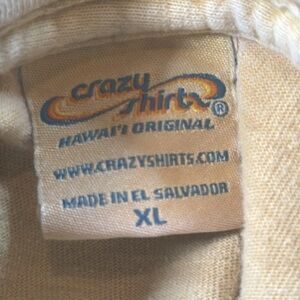 crazy
shirts®
HAWAI'I ORIGINAL
WWW.CRAZYSHIRTS.COM
MADE IN EL SALVADOR
XL